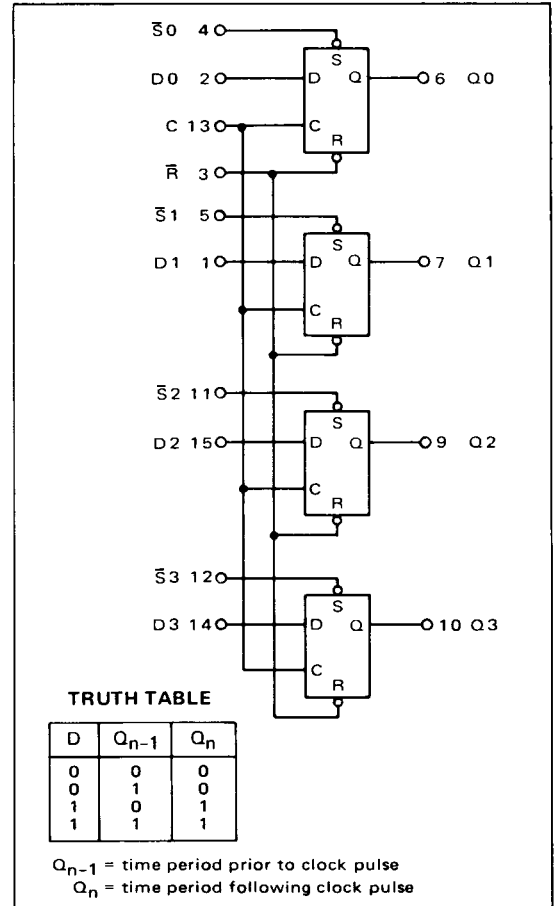 S̄0 4
S
D0 2 D Q 6 Q0
C 13 C
R
R̄ 3
S̄1 5
S
D1 1 D Q 7 Q1
C
R
S̄2 11
S
D2 15 D Q 9 Q2
C
R
S̄3 12
S
D3 14 D Q 10 Q3
C
R
TRUTH TABLE
D Qn-1 Qn
0 0 0
0 1 0
1 0 1
1 1 1
Qn-1 = time period prior to clock pulse
Qn = time period following clock pulse